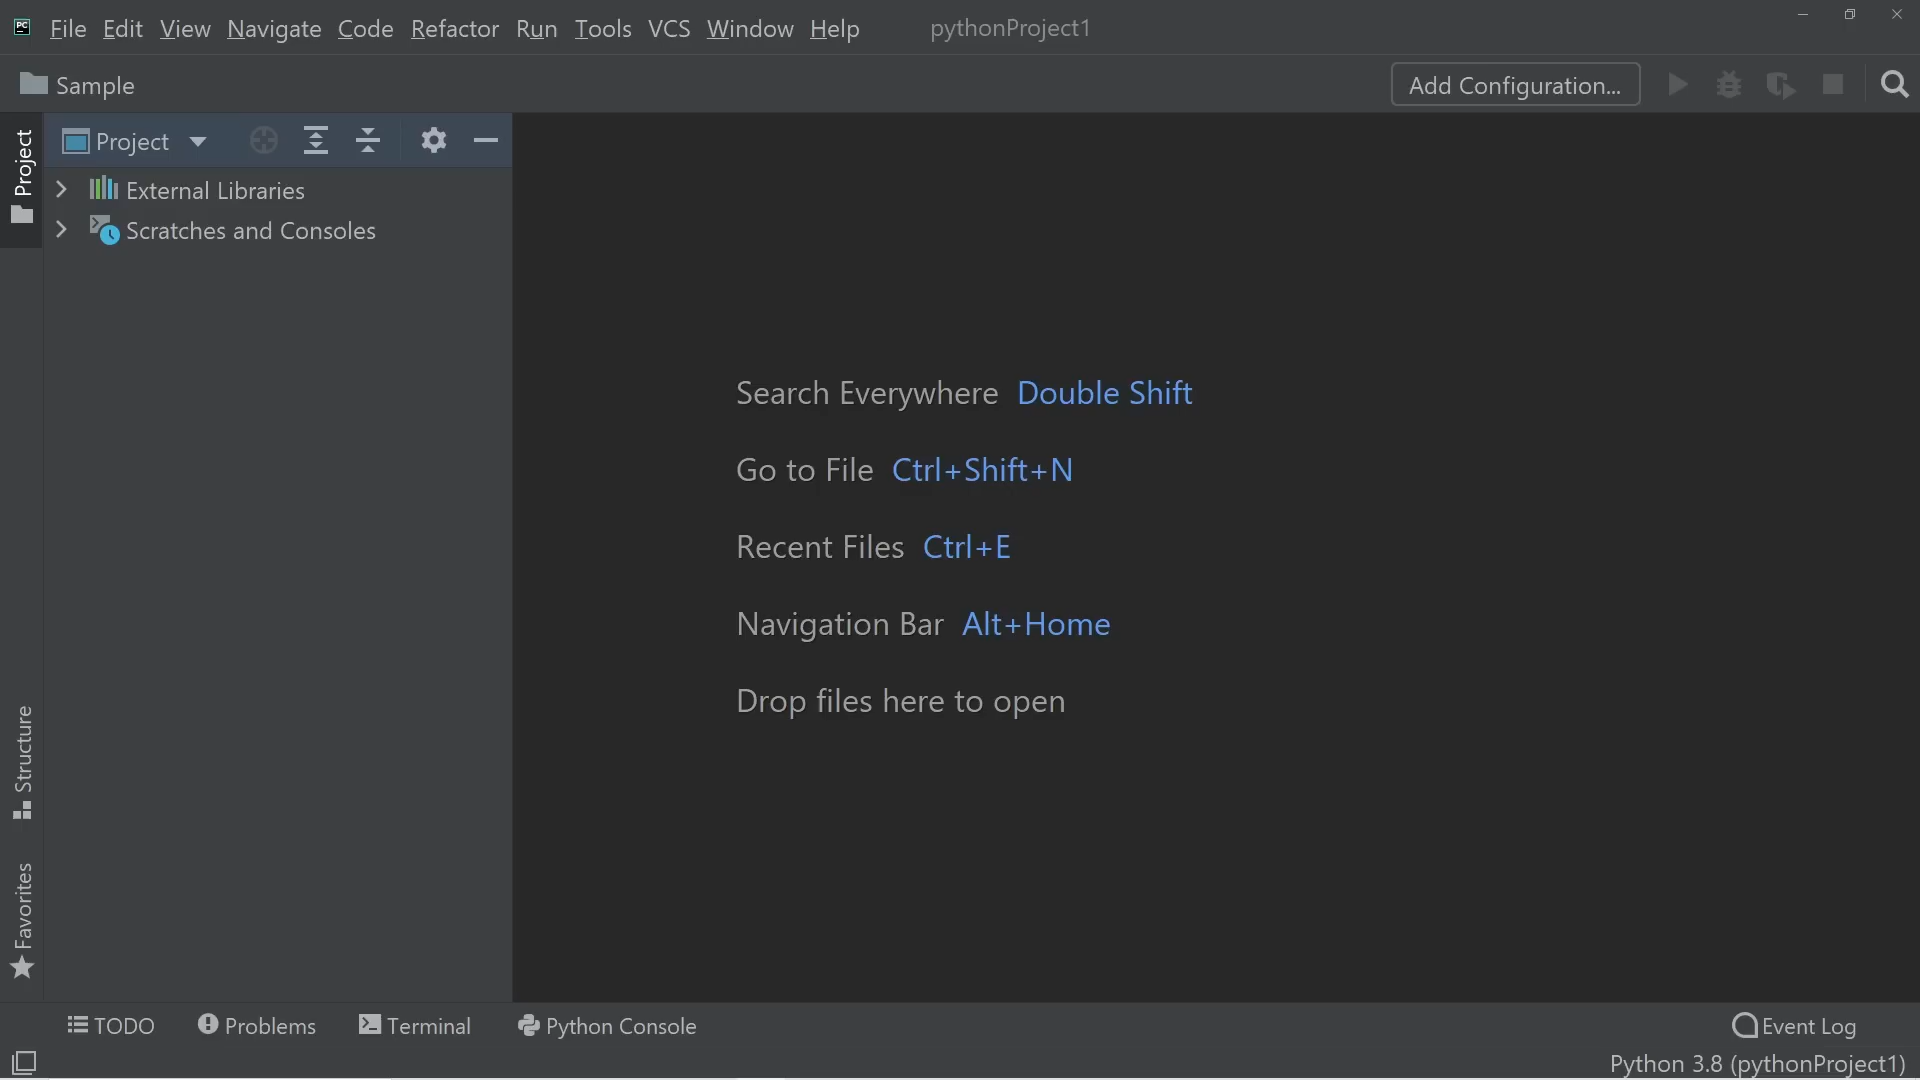 PC File Edit View Navigate Code Refactor Run Tools VCS Window Help pythonProject1
Sample Add Configuration...
Project
Project
External Libraries
Scratches and Consoles
Search Everywhere Double Shift
Go to File Ctrl+Shift+N
Recent Files Ctrl+E
Navigation Bar Alt+Home
Drop files here to open
Structure
Favorites
TODO Problems Terminal Python Console Event Log
Python 3.8 (pythonProject1)